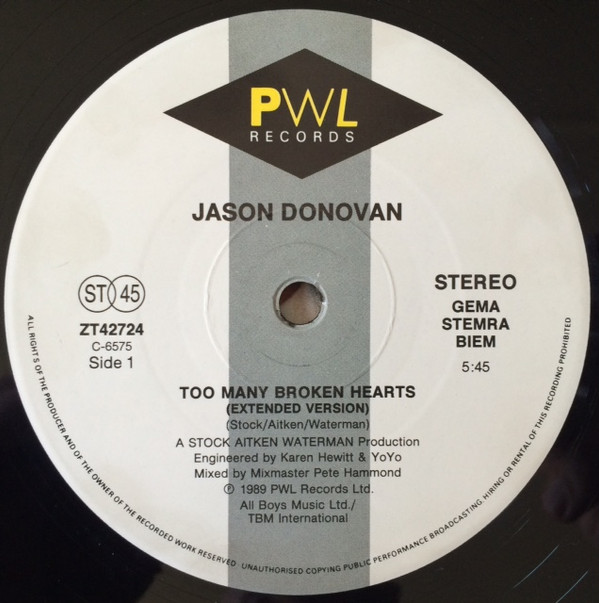 PWL
RECORDS
JASON DONOVAN
ST 45
ZT42724
C-6575
Side 1
STEREO
GEMA
STEMRA
BIEM
5:45
TOO MANY BROKEN HEARTS
(EXTENDED VERSION)
(Stock/Aitken/Waterman)
A STOCK AITKEN WATERMAN Production
Engineered by Karen Hewitt & YoYo
Mixed by Mixmaster Pete Hammond
℗ 1989 PWL Records Ltd.
All Boys Music Ltd./
TBM International
ALL RIGHTS OF THE PRODUCER AND OF THE OWNER OF THE RECORDED WORK RESERVED UNAUTHORISED COPYING PUBLIC PERFORMANCE BROADCASTING. HIRING OR RENTAL OF THIS RECORDING PROHIBITED